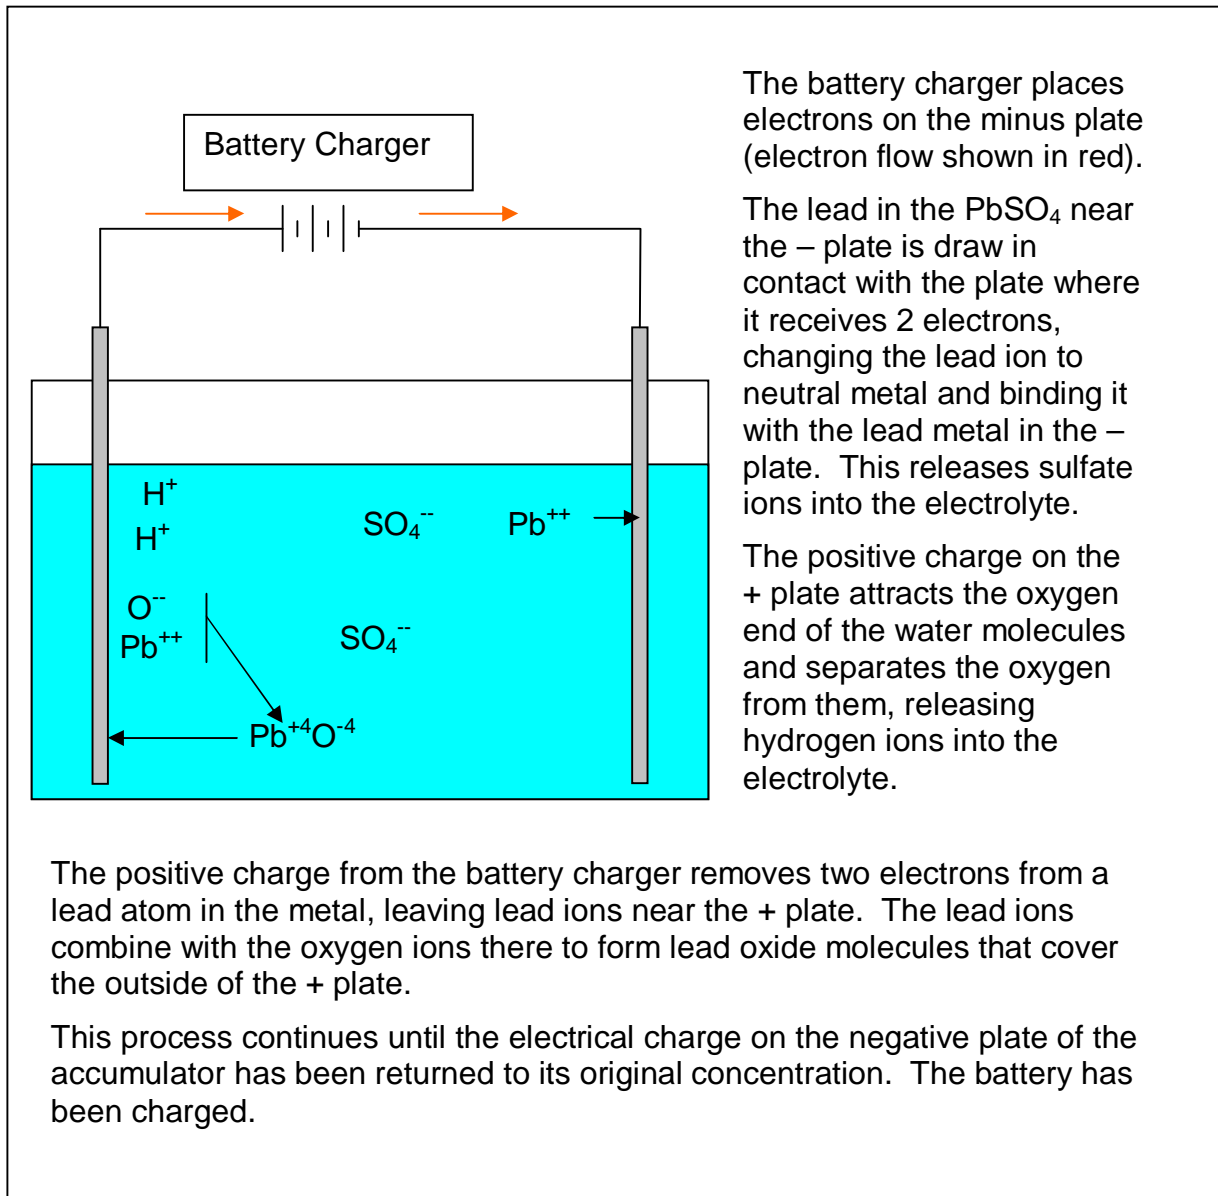 Battery Charger
H⁺
H⁺
O⁻⁻
Pb⁺⁺
SO₄⁻⁻
Pb⁺⁺
SO₄⁻⁻
Pb⁺⁴O⁻⁴
The battery charger places
electrons on the minus plate
(electron flow shown in red).
The lead in the PbSO₄ near
the – plate is draw in
contact with the plate where
it receives 2 electrons,
changing the lead ion to
neutral metal and binding it
with the lead metal in the –
plate. This releases sulfate
ions into the electrolyte.
The positive charge on the
+ plate attracts the oxygen
end of the water molecules
and separates the oxygen
from them, releasing
hydrogen ions into the
electrolyte.
The positive charge from the battery charger removes two electrons from a
lead atom in the metal, leaving lead ions near the + plate. The lead ions
combine with the oxygen ions there to form lead oxide molecules that cover
the outside of the + plate.
This process continues until the electrical charge on the negative plate of the
accumulator has been returned to its original concentration. The battery has
been charged.